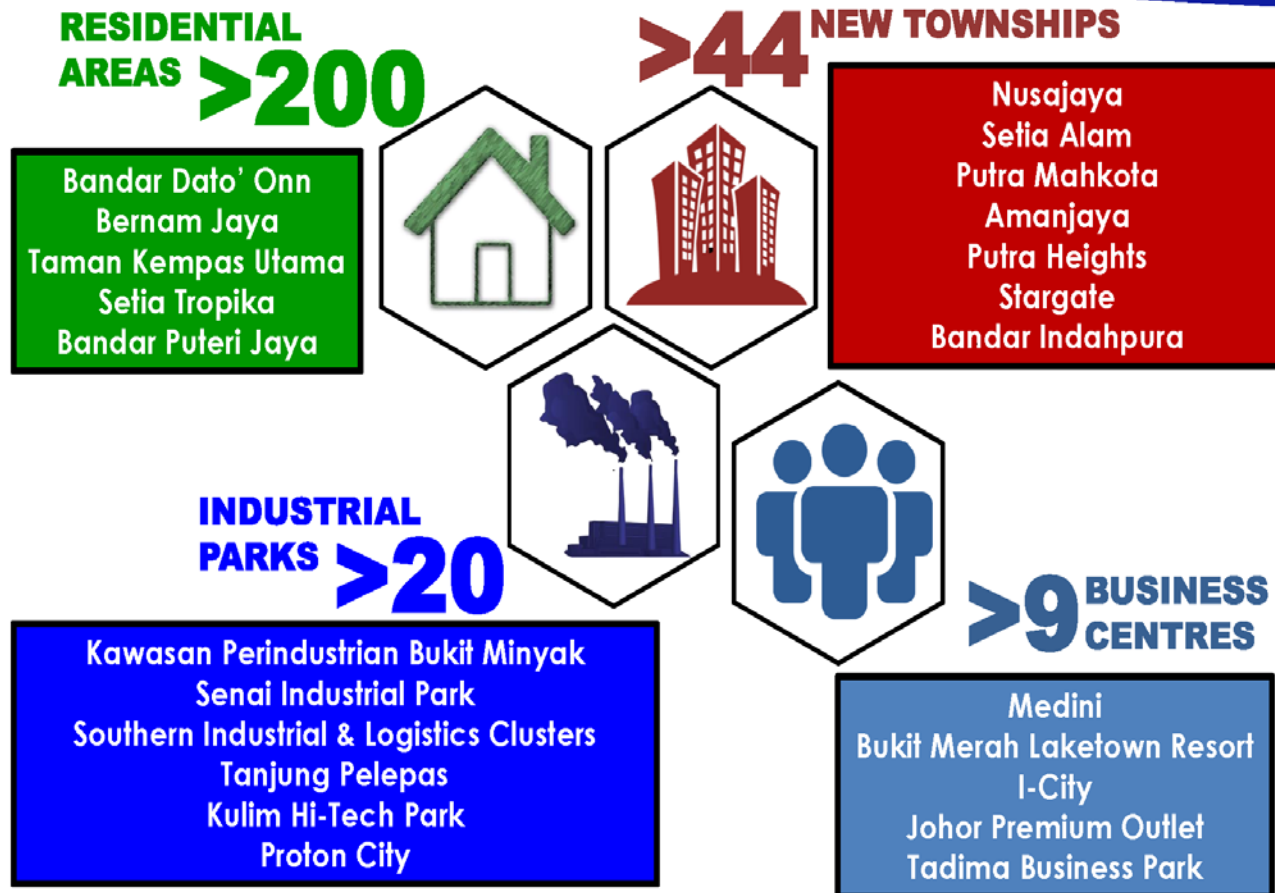 RESIDENTIAL
AREAS >200
Bandar Dato' Onn
Bernam Jaya
Taman Kempas Utama
Setia Tropika
Bandar Puteri Jaya
>44 NEW TOWNSHIPS
Nusajaya
Setia Alam
Putra Mahkota
Amanjaya
Putra Heights
Stargate
Bandar Indahpura
INDUSTRIAL
PARKS >20
Kawasan Perindustrian Bukit Minyak
Senai Industrial Park
Southern Industrial & Logistics Clusters
Tanjung Pelepas
Kulim Hi-Tech Park
Proton City
>9 BUSINESS
CENTRES
Medini
Bukit Merah Laketown Resort
I-City
Johor Premium Outlet
Tadima Business Park